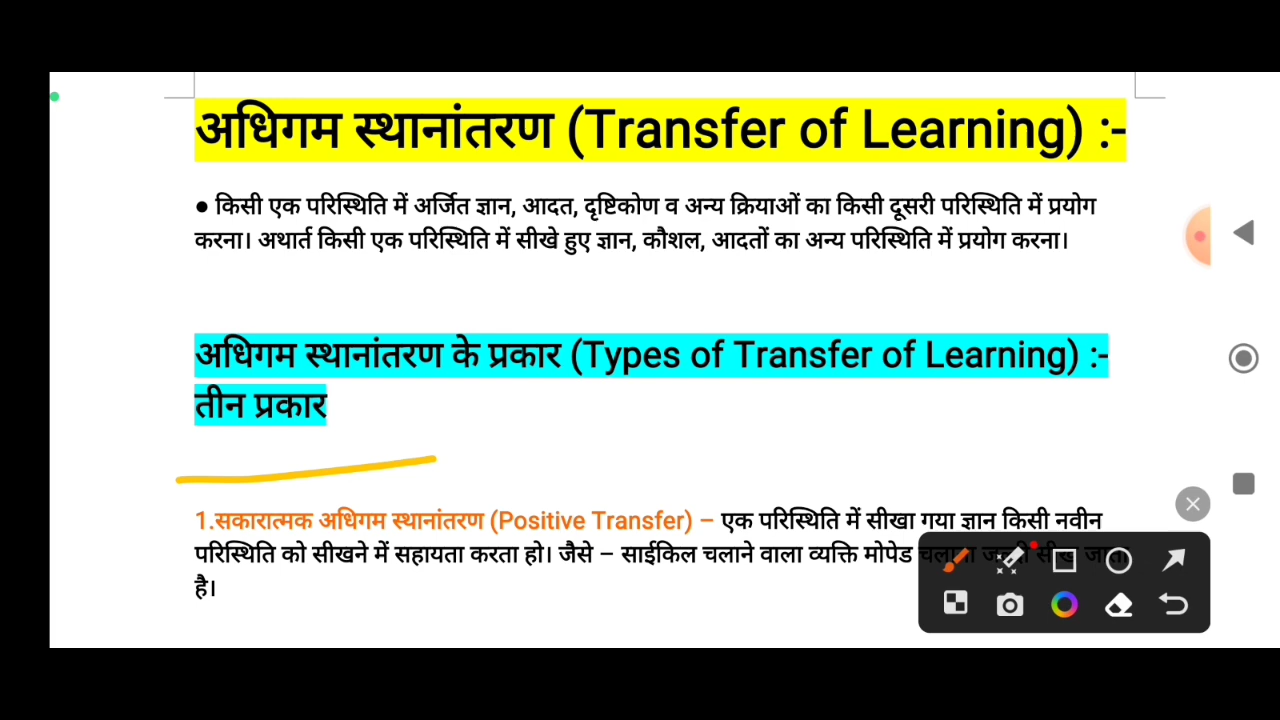 अधिगम स्थानांतरण (Transfer of Learning) :-
● किसी एक परिस्थिति में अर्जित ज्ञान, आदत, दृष्टिकोण व अन्य क्रियाओं का किसी दूसरी परिस्थिति में प्रयोग
करना। अथार्त किसी एक परिस्थिति में सीखे हुए ज्ञान, कौशल, आदतों का अन्य परिस्थिति में प्रयोग करना।
अधिगम स्थानांतरण के प्रकार (Types of Transfer of Learning) :-
तीन प्रकार
1.सकारात्मक अधिगम स्थानांतरण (Positive Transfer) – एक परिस्थिति में सीखा गया ज्ञान किसी नवीन
परिस्थिति को सीखने में सहायता करता हो। जैसे – साईकिल चलाने वाला व्यक्ति मोपेड चलाना जल्दी सीख जाता
है।